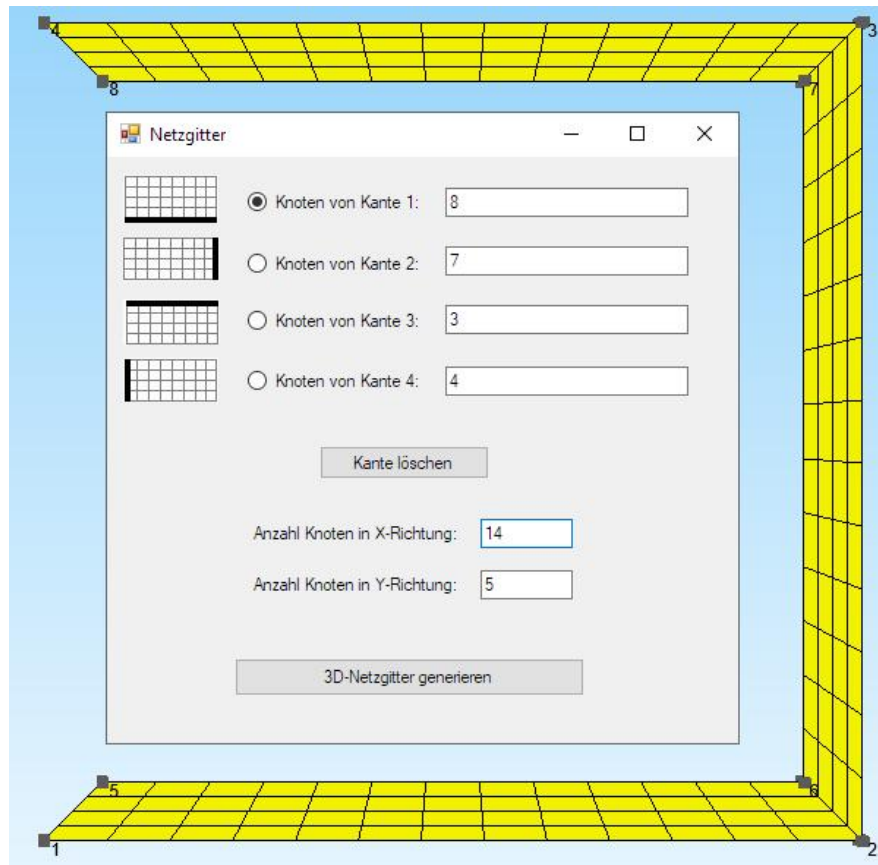 4
3
8
7
Netzgitter
Knoten von Kante 1: 8
Knoten von Kante 2: 7
Knoten von Kante 3: 3
Knoten von Kante 4: 4
Kante löschen
Anzahl Knoten in X-Richtung: 14
Anzahl Knoten in Y-Richtung: 5
3D-Netzgitter generieren
5
6
1
2